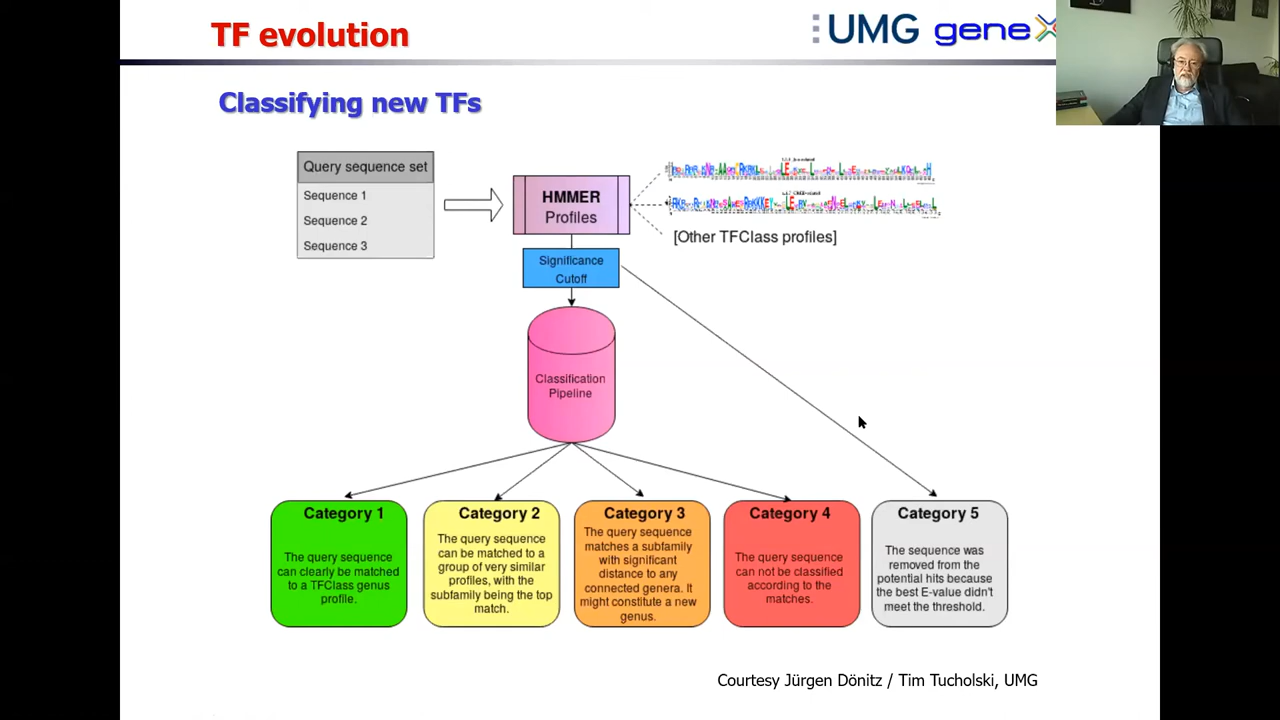 TF evolution
UMG gene
Classifying new TFs
Query sequence set
Sequence 1
Sequence 2
Sequence 3
HMMER
Profiles
[Other TFClass profiles]
Significance
Cutoff
Classification
Pipeline
Category 1
The query sequence
can clearly be matched
to a TFClass genus
profile.
Category 2
The query sequence
can be matched to a
group of very similar
profiles, with the
subfamily being the top
match.
Category 3
The query sequence
matches a subfamily
with significant
distance to any
connected genera. It
might constitute a new
genus.
Category 4
The query sequence
can not be classified
according to the
matches.
Category 5
The sequence was
removed from the
potential hits because
the best E-value didn't
meet the threshold.
Courtesy Jürgen Dönitz / Tim Tucholski, UMG